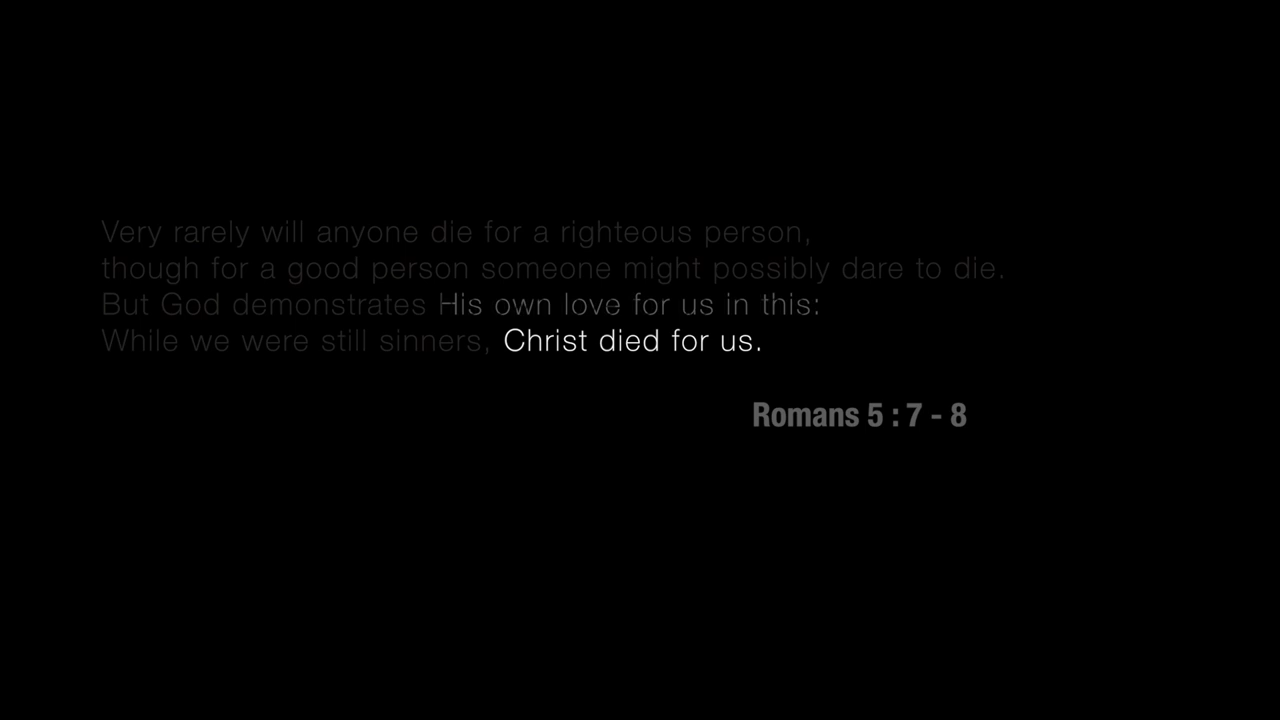 Very rarely will anyone die for a righteous person,
though for a good person someone might possibly dare to die.
But God demonstrates His own love for us in this:
While we were still sinners, Christ died for us.
Romans 5 : 7 - 8